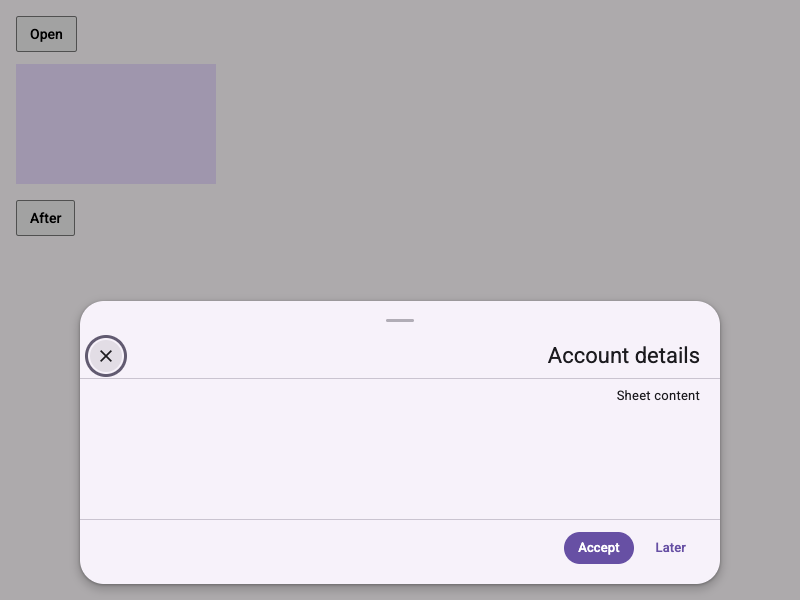 Open
After
Account details
Sheet content
Accept
Later